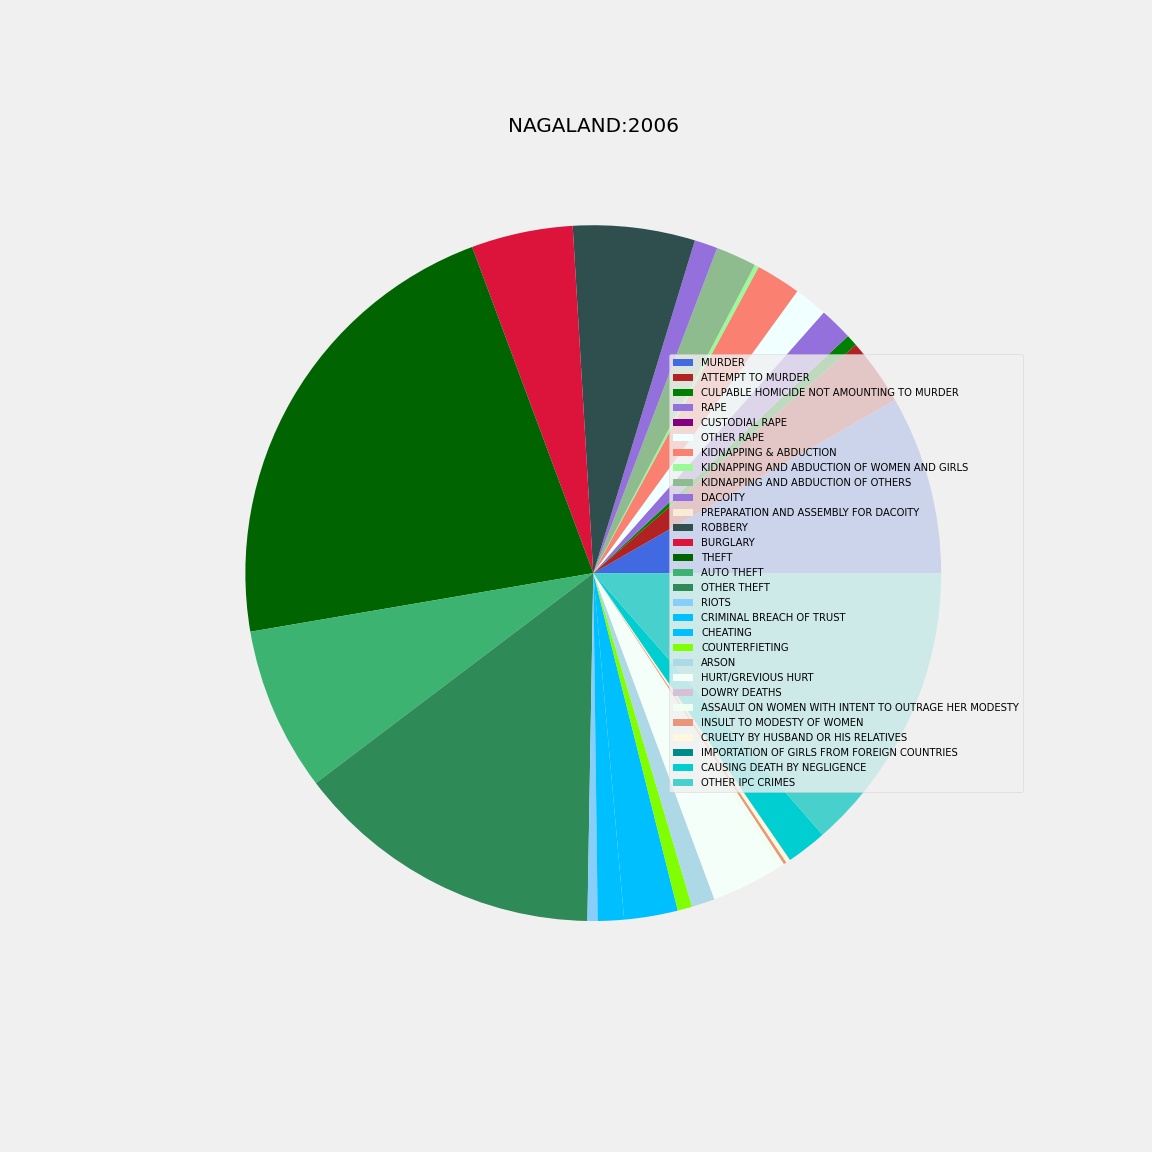 NAGALAND:2006
MURDER
ATTEMPT TO MURDER
CULPABLE HOMICIDE NOT AMOUNTING TO MURDER
RAPE
CUSTODIAL RAPE
OTHER RAPE
KIDNAPPING & ABDUCTION
KIDNAPPING AND ABDUCTION OF WOMEN AND GIRLS
KIDNAPPING AND ABDUCTION OF OTHERS
DACOITY
PREPARATION AND ASSEMBLY FOR DACOITY
ROBBERY
BURGLARY
THEFT
AUTO THEFT
OTHER THEFT
RIOTS
CRIMINAL BREACH OF TRUST
CHEATING
COUNTERFIETING
ARSON
HURT/GREVIOUS HURT
DOWRY DEATHS
ASSAULT ON WOMEN WITH INTENT TO OUTRAGE HER MODESTY
INSULT TO MODESTY OF WOMEN
CRUELTY BY HUSBAND OR HIS RELATIVES
IMPORTATION OF GIRLS FROM FOREIGN COUNTRIES
CAUSING DEATH BY NEGLIGENCE
OTHER IPC CRIMES